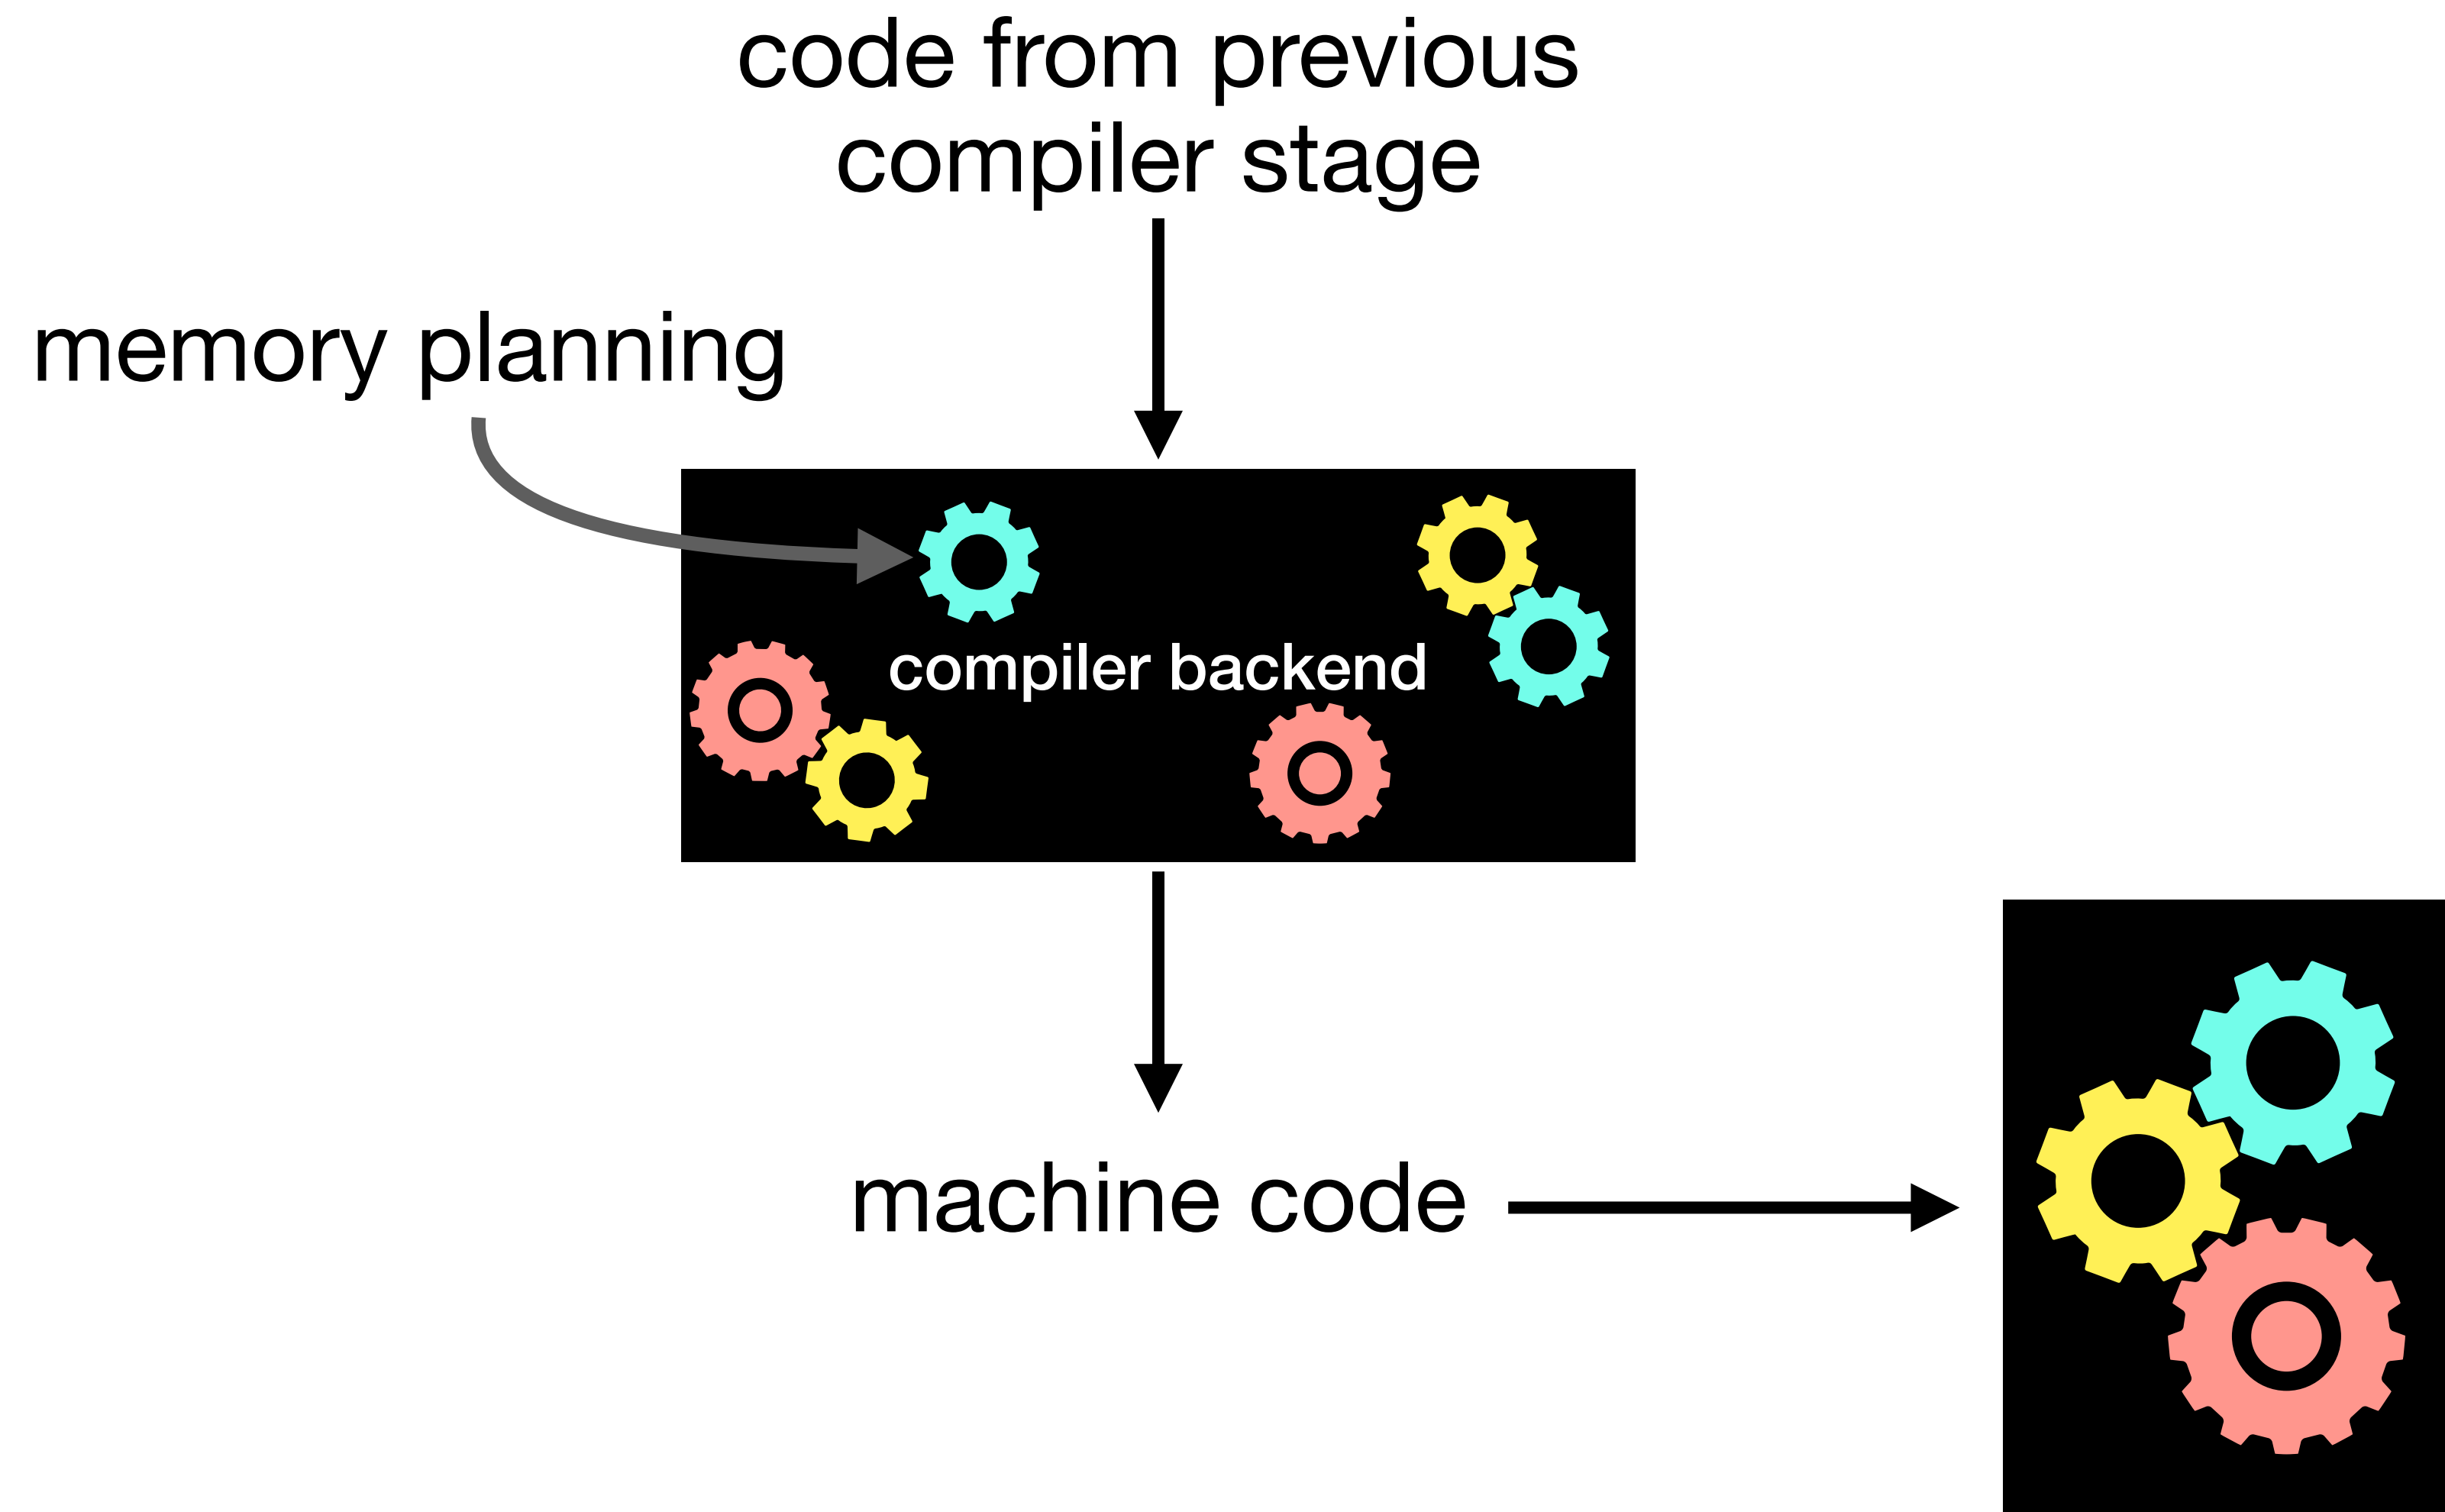 code from previous
compiler stage
memory planning
compiler backend
machine code